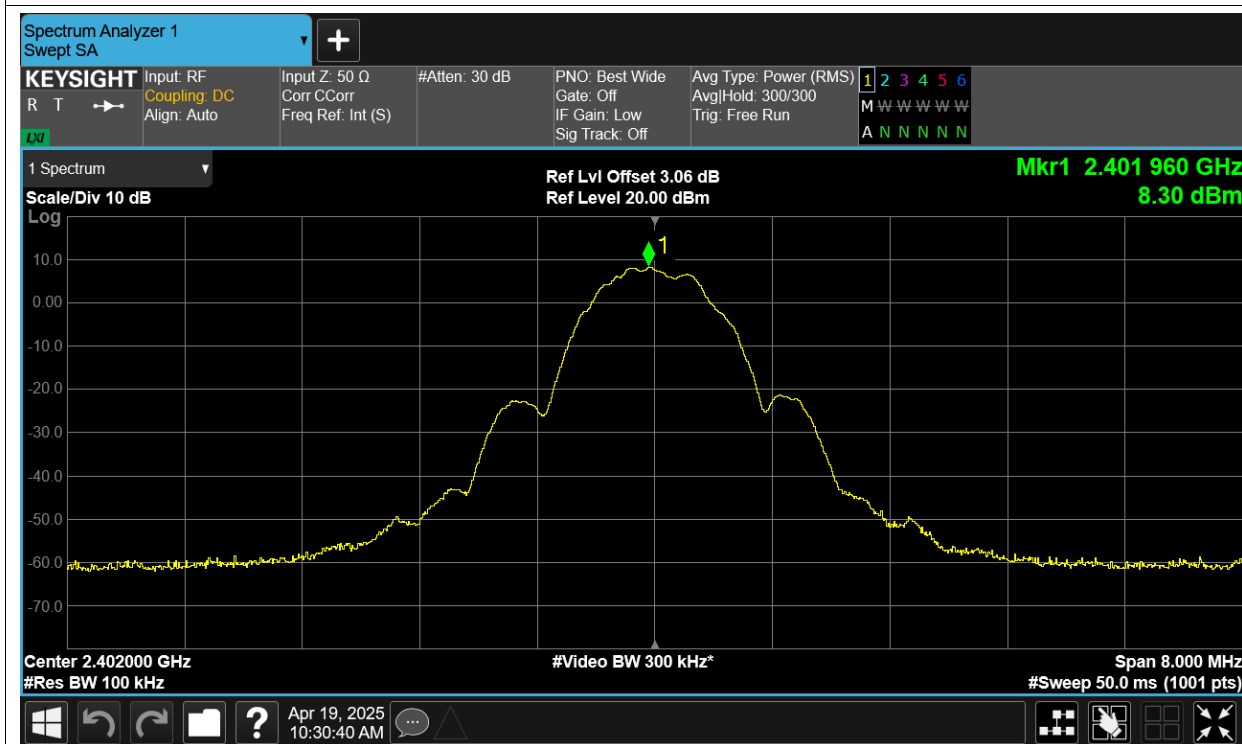 Spectrum Analyzer 1
Swept SA
+
KEYSIGHT
R T
LXI
Input: RF
Coupling: DC
Align: Auto
Input Z: 50 Ω
Corr CCorr
Freq Ref: Int (S)
#Atten: 30 dB
PNO: Best Wide
Gate: Off
IF Gain: Low
Sig Track: Off
Avg Type: Power (RMS)
Avg|Hold: 300/300
Trig: Free Run
1 2 3 4 5 6
M W W W W W
A N N N N N
1 Spectrum
Scale/Div 10 dB
Log
Ref Lvl Offset 3.06 dB
Ref Level 20.00 dBm
Mkr1 2.401 960 GHz
8.30 dBm
1
10.0
0.00
-10.0
-20.0
-30.0
-40.0
-50.0
-60.0
-70.0
Center 2.402000 GHz
#Res BW 100 kHz
#Video BW 300 kHz*
Span 8.000 MHz
#Sweep 50.0 ms (1001 pts)
?
Apr 19, 2025
10:30:40 AM